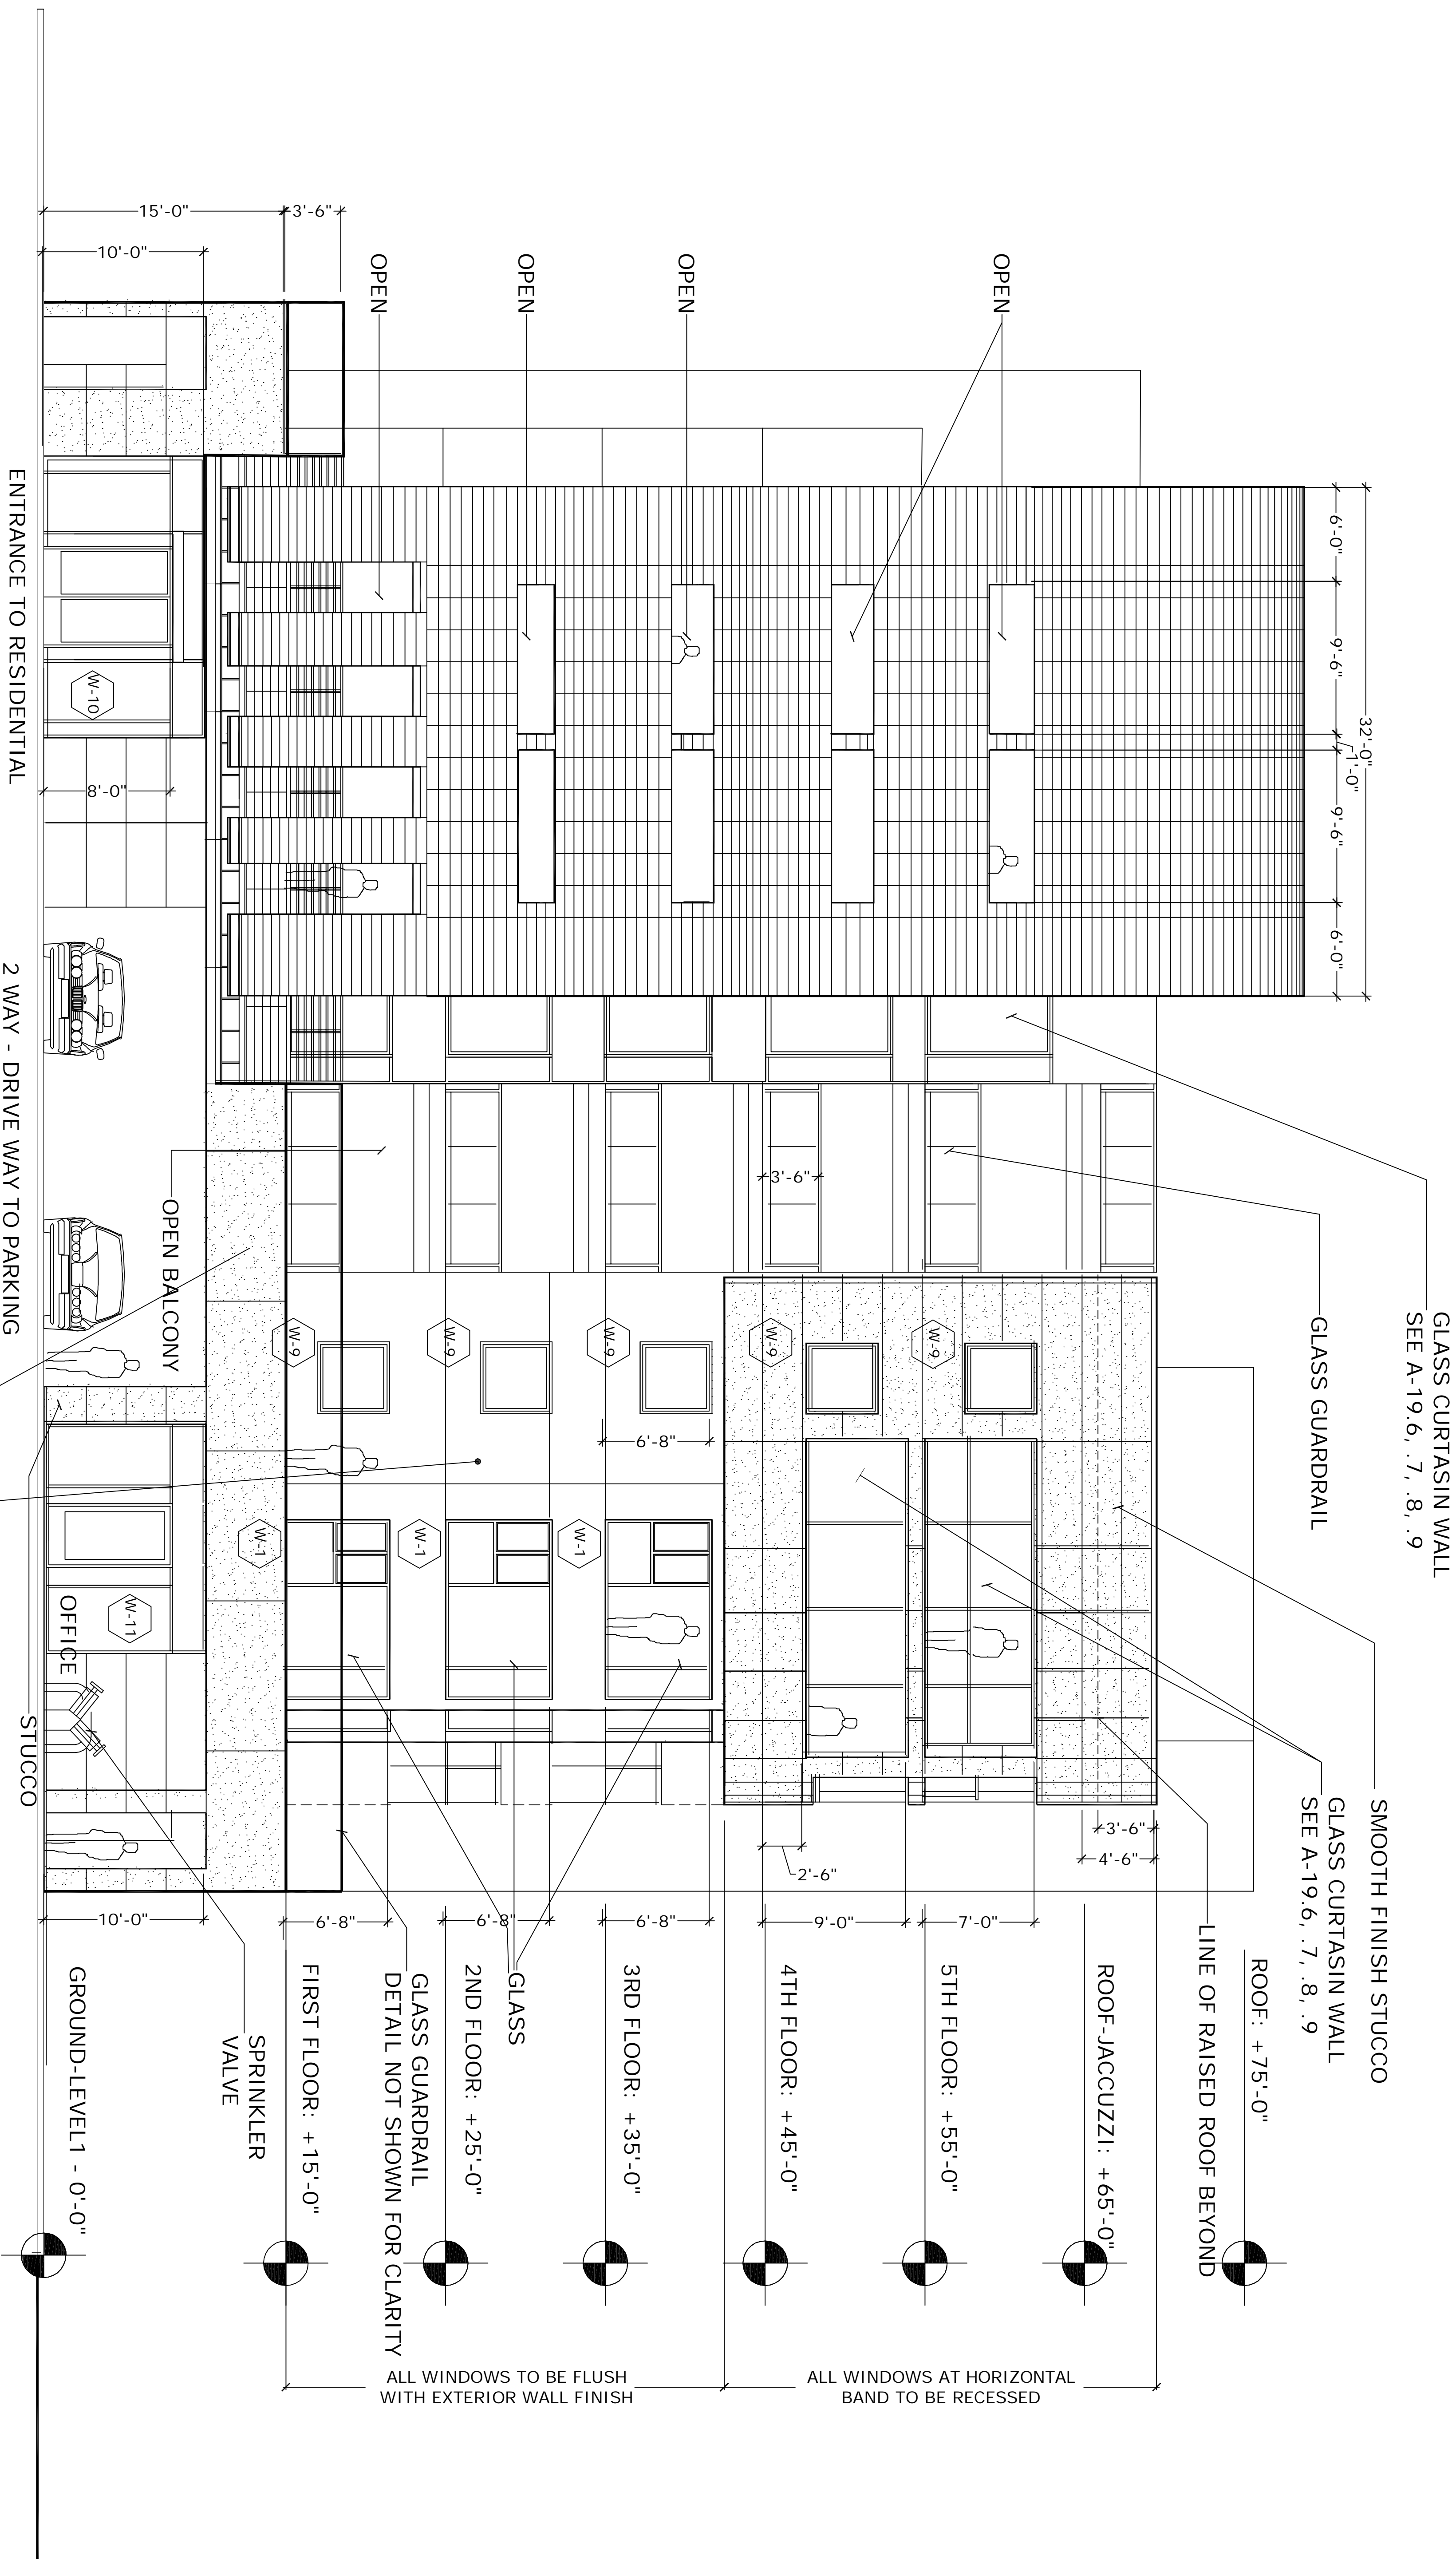 GLASS CURTASIN WALL
SEE A-19.6, .7, .8, .9
GLASS GUARDRAIL
SMOOTH FINISH STUCCO
GLASS CURTASIN WALL
SEE A-19.6, .7, .8, .9
32'-0"
6'-0"
9'-6"
1'-0"
9'-6"
6'-0"
LINE OF RAISED ROOF BEYOND
ROOF: +75'-0"
3'-6"
4'-6"
2'-6"
ROOF-JACCUZZI: +65'-0"
OPEN
OPEN
OPEN
OPEN
7'-0"
5TH FLOOR: +55'-0"
W-9
9'-0"
4TH FLOOR: +45'-0"
W-9
3'-6"
ALL WINDOWS AT HORIZONTAL
BAND TO BE RECESSED
6'-8"
6'-8"
3RD FLOOR: +35'-0"
W-9
W-1
GLASS
6'-8"
2ND FLOOR: +25'-0"
W-9
W-1
GLASS GUARDRAIL
DETAIL NOT SHOWN FOR CLARITY
ALL WINDOWS TO BE FLUSH
WITH EXTERIOR WALL FINISH
6'-8"
FIRST FLOOR: +15'-0"
W-9
W-1
3'-6"
15'-0"
10'-0"
SPRINKLER
VALVE
OPEN BALCONY
W-10
8'-0"
W-11
OFFICE
10'-0"
GROUND-LEVEL1 - 0'-0"
STUCCO
ENTRANCE TO RESIDENTIAL
2 WAY - DRIVE WAY TO PARKING